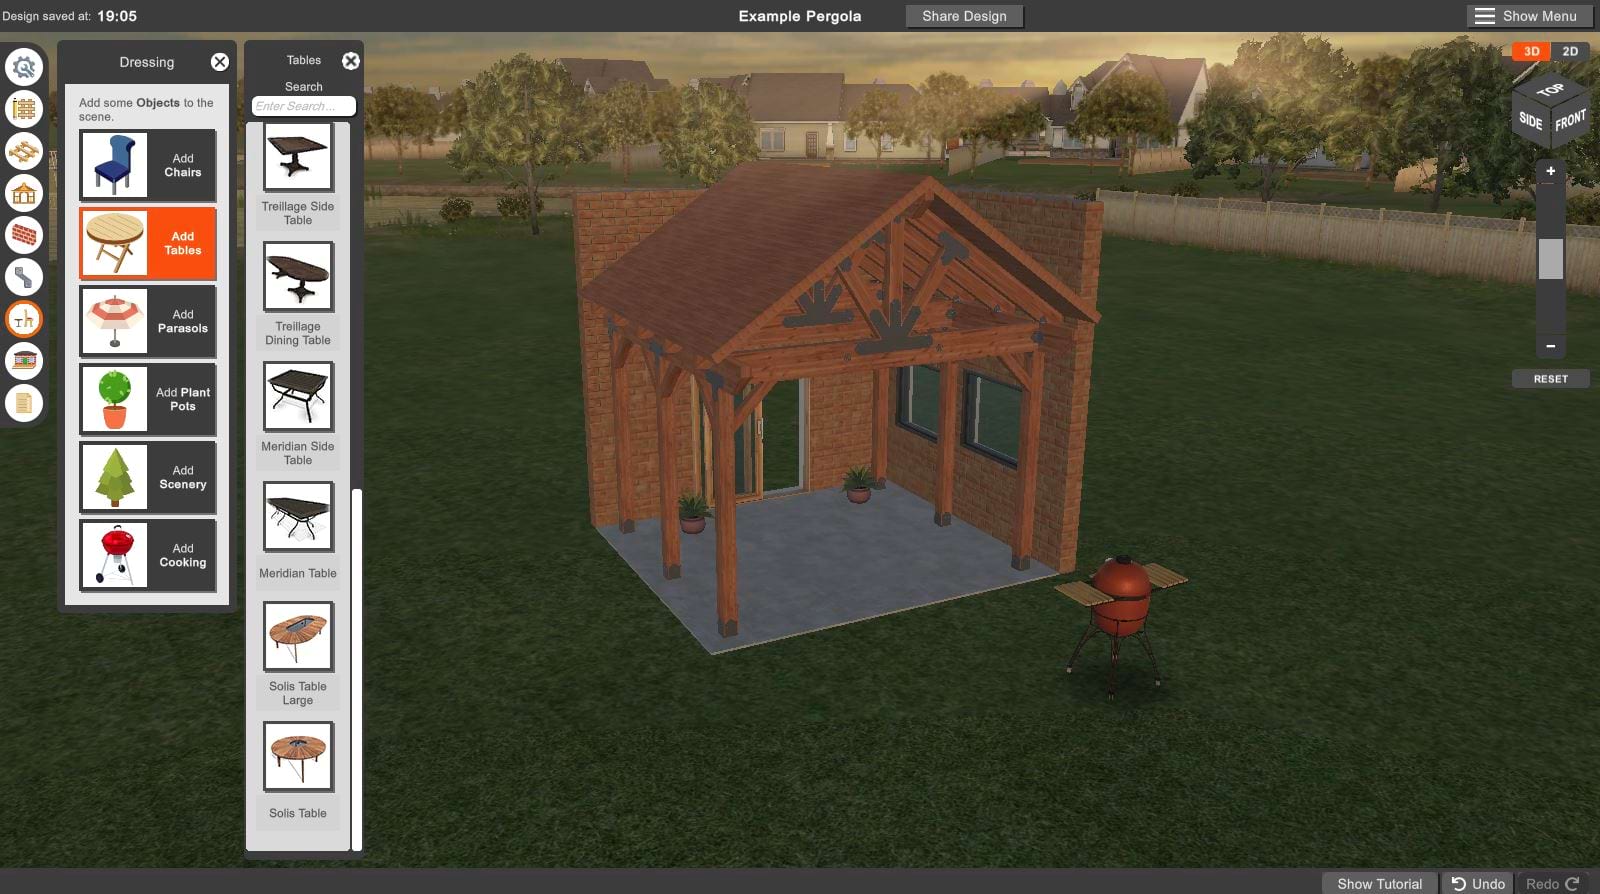 Design saved at: 19:05
Example Pergola
Share Design
Show Menu
Dressing
Add some Objects to the
scene.
Add
Chairs
Add
Tables
Add
Parasols
Add Plant
Pots
Add
Scenery
Add
Cooking
Tables
Search
Enter Search...
Treillage Side
Table
Treillage
Dining Table
Meridian Side
Table
Meridian Table
Solis Table
Large
Solis Table
3D 2D
TOP
SIDE FRONT
+
−
RESET
Show Tutorial
Undo
Redo